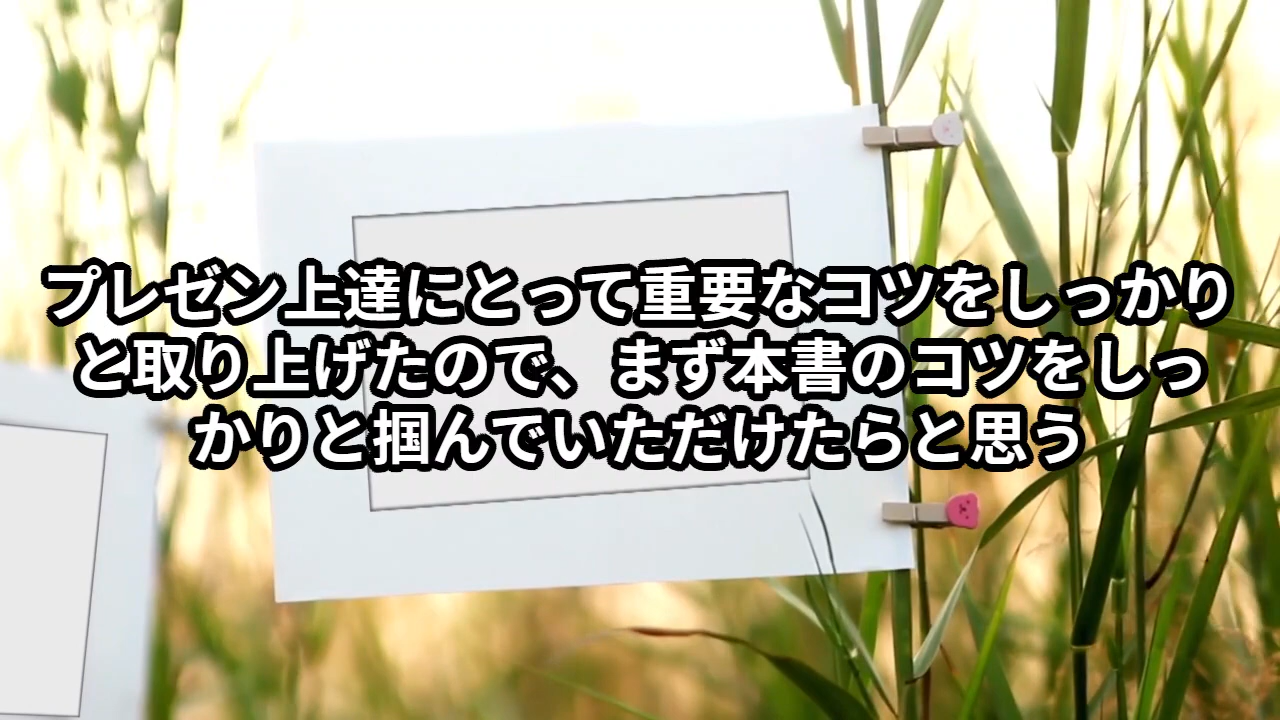 プレゼン上達にとって重要なコツをしっかり
と取り上げたので、まず本書のコツをしっ
かりと掴んでいただけたらと思う